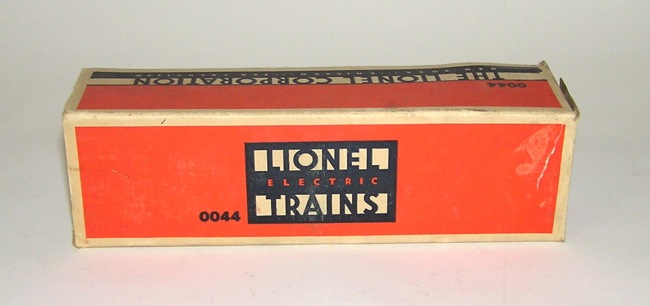 0044
THE LIONEL CORPORATION
LIONEL
ELECTRIC
TRAINS
0044